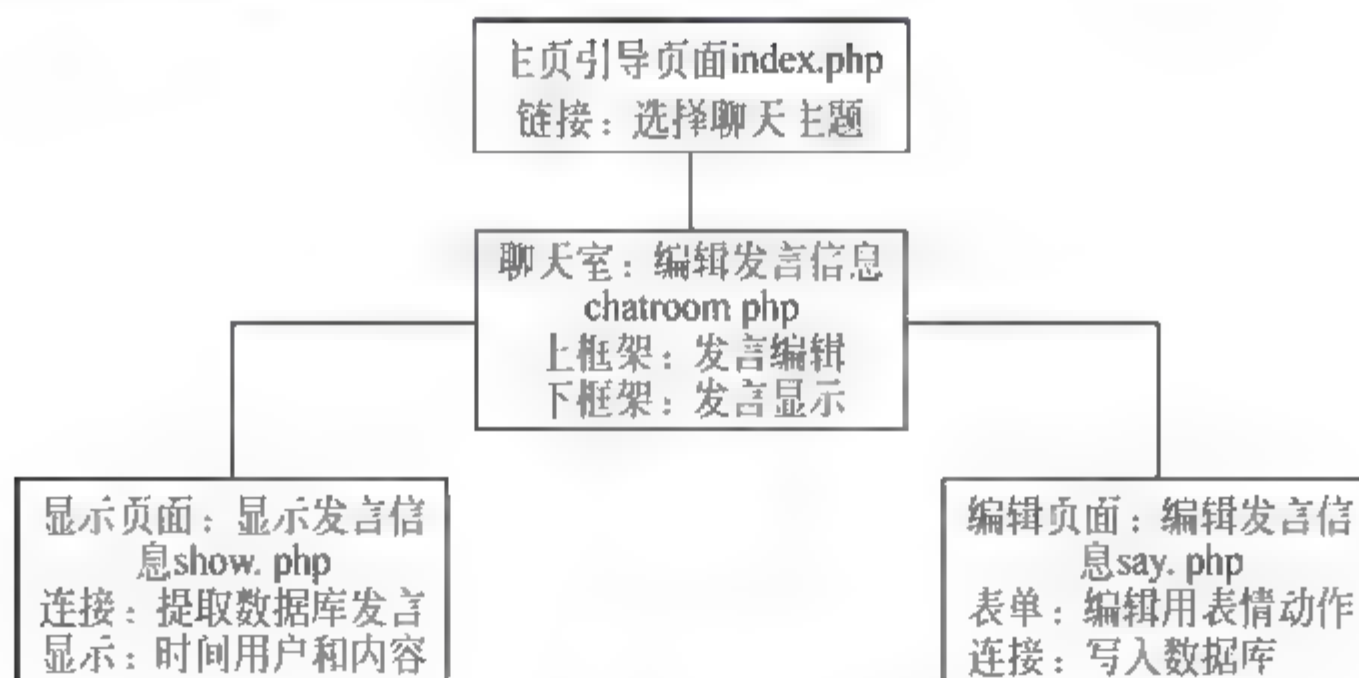 主页引导页面index.php
链接：选择聊天主题
聊天室：编辑发言信息
chatroom php
上框架：发言编辑
下框架：发言显示
显示页面：显示发言信
息show. php
连接：提取数据库发言
显示：时间用户和内容
编辑页面：编辑发言信
息say. php
表单：编辑用表情动作
连接：写入数据库